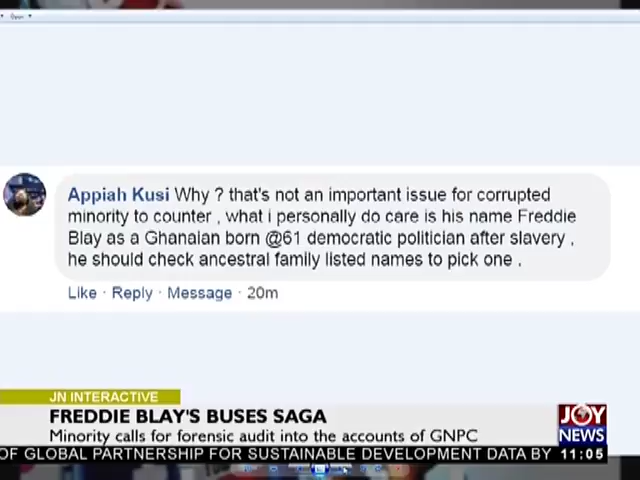 Appiah Kusi Why ? that's not an important issue for corrupted
minority to counter , what i personally do care is his name Freddie
Blay as a Ghanaian born @61 democratic politician after slavery ,
he should check ancestral family listed names to pick one .
Like · Reply · Message · 20m
JN INTERACTIVE
FREDDIE BLAY'S BUSES SAGA
Minority calls for forensic audit into the accounts of GNPC
JOY
NEWS
OF GLOBAL PARTNERSHIP FOR SUSTAINABLE DEVELOPMENT DATA BY
11:05